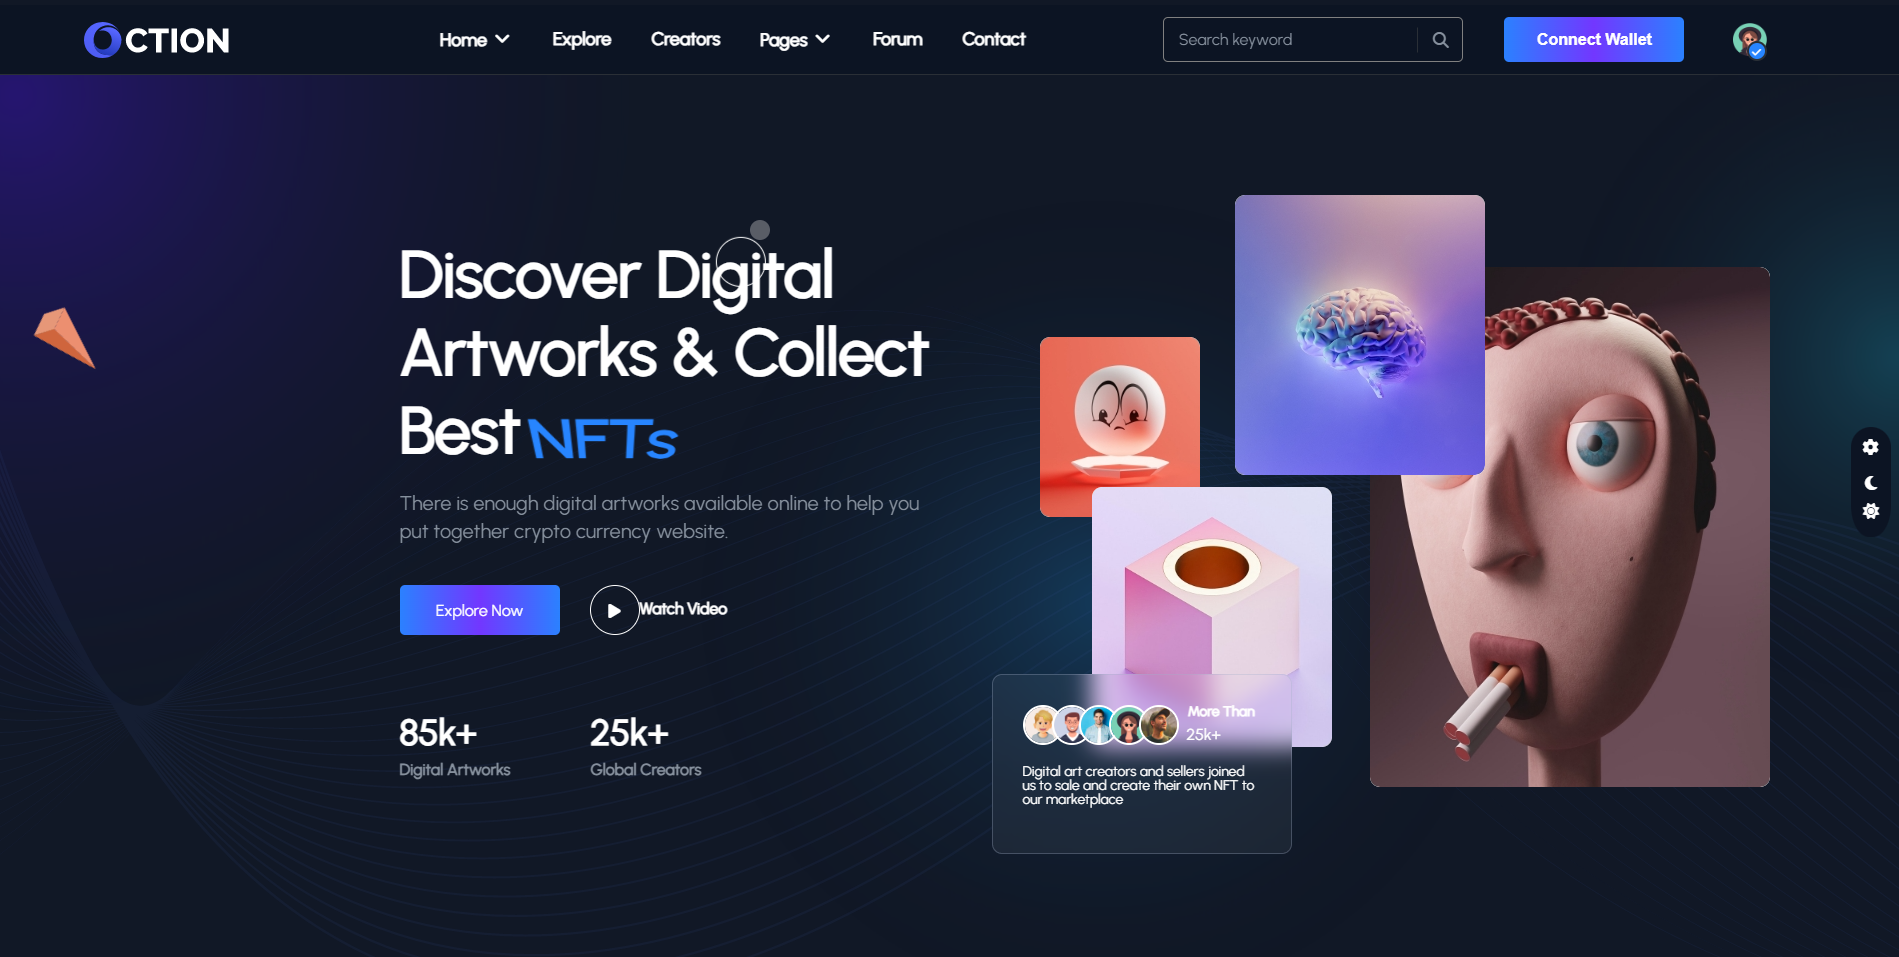 OCTION
Home
Explore
Creators
Pages
Forum
Contact
Search keyword
Connect Wallet
Discover Digital
Artworks & Collect
Best NFTs
There is enough digital artworks available online to help you
put together crypto currency website.
Explore Now
Watch Video
85k+
Digital Artworks
25k+
Global Creators
More Than
25k+
Digital art creators and sellers joined
us to sale and create their own NFT to
our marketplace